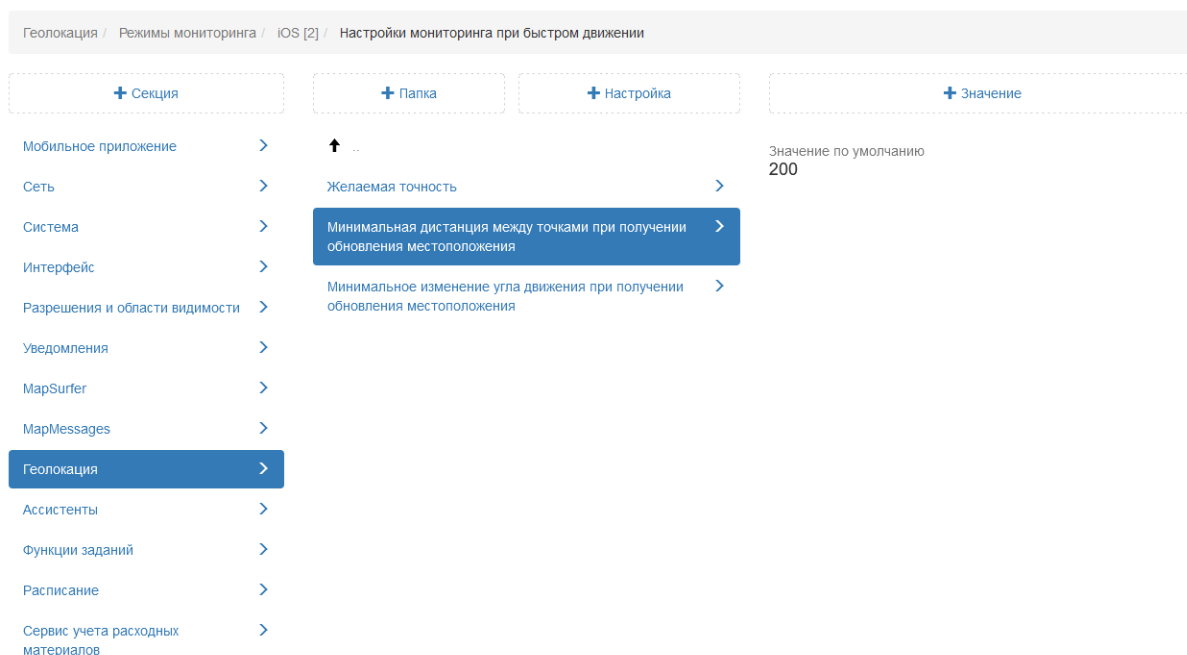 Геолокация / Режимы мониторинга / iOS [2] / Настройки мониторинга при быстром движении
+ Секция
+ Папка
+ Настройка
+ Значение
Мобильное приложение
Сеть
Система
Интерфейс
Разрешения и области видимости
Уведомления
MapSurfer
MapMessages
Геолокация
Ассистенты
Функции заданий
Расписание
Сервис учета расходных
материалов
..
Желаемая точность
Минимальная дистанция между точками при получении
обновления местоположения
Минимальное изменение угла движения при получении
обновления местоположения
Значение по умолчанию
200